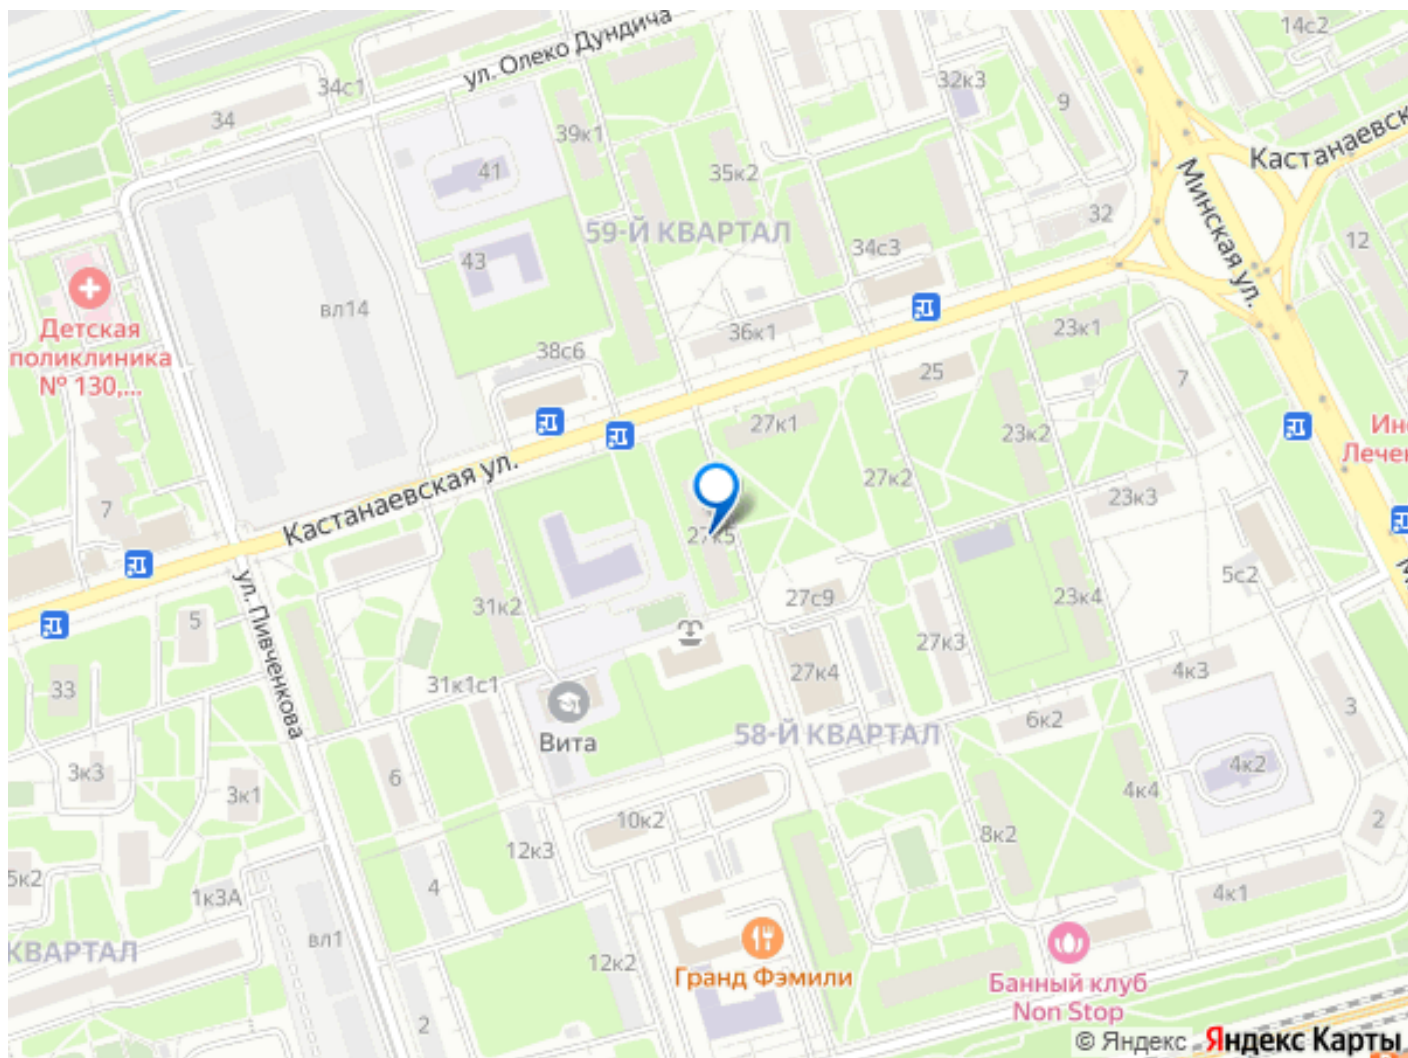 14с2
ул. Олеко Дундича
34с1
32к3
9
34
39к1
Кастанаевск
41
35к2
Минская ул.
32
59-Й КВАРТАЛ
12
34с3
43
вл14
Детская
поликлиника
№ 130,...
36к1
23к1
38с6
25
7
27к1
Ин
Лечен
23к2
27к2
Кастанаевская ул.
23к3
7
27к5
5с2
М
ул. Пивченкова
31к2
27с9
23к4
5
27к3
4к3
27к4
31к1с1
33
3
6к2
58-Й КВАРТАЛ
Вита
4к2
3к3
6
4к4
3к1
10к2
2
8к2
12к3
5к2
4
4к1
1к3А
вл1
КВАРТАЛ
12к2
Гранд Фэмили
Банный клуб
Non Stop
2
© Яндекс Яндекс Карты